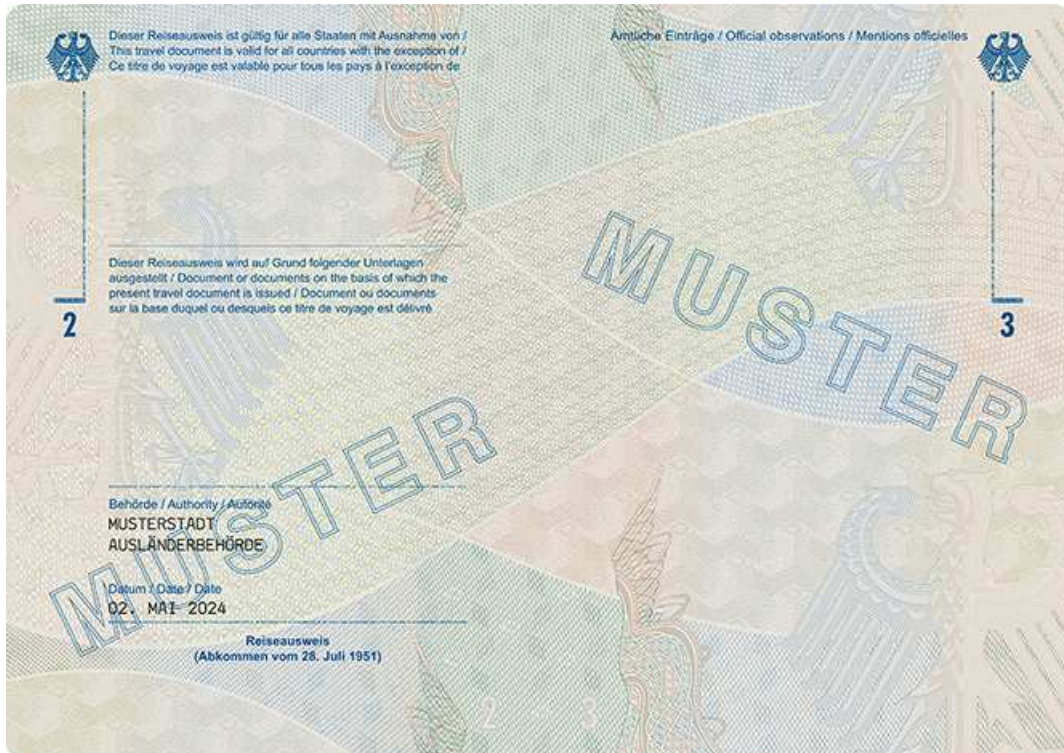 Dieser Reiseausweis ist gültig für alle Staaten mit Ausnahme von /
This travel document is valid for all countries with the exception of /
Ce titre de voyage est valable pour tous les pays à l'exception de
Dieser Reiseausweis wird auf Grund folgender Unterlagen
ausgestellt / Document or documents on the basis of which the
present travel document is issued / Document ou documents
sur la base duquel ou desquels ce titre de voyage est délivré
2
Behörde / Authority / Autorité
MUSTERSTADT
AUSLÄNDERBEHÖRDE
Datum / Date / Date
02. MAI 2024
Reiseausweis
(Abkommen vom 28. Juli 1951)
MUSTER
2
Amtliche Einträge / Official observations / Mentions officielles
3
MUSTER
3